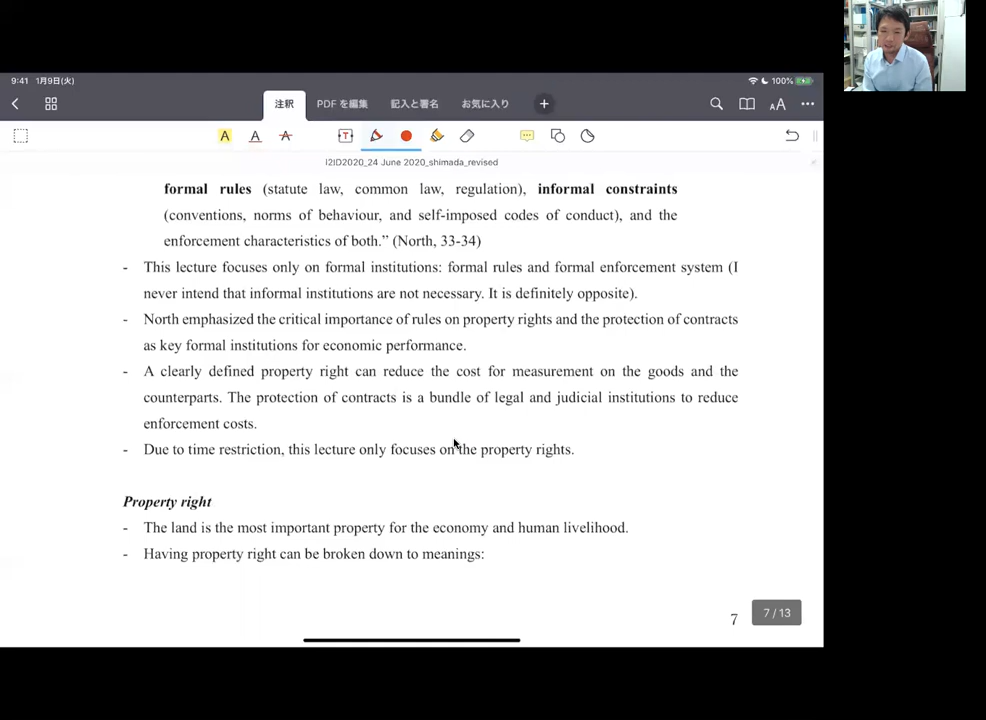 9:41 1月9日(火)
100%
注釈 PDF を編集 記入と署名 お気に入り
I2ID2020_24 June 2020_shimada_revised
formal rules (statute law, common law, regulation), informal constraints
(conventions, norms of behaviour, and self-imposed codes of conduct), and the
enforcement characteristics of both.” (North, 33-34)
- This lecture focuses only on formal institutions: formal rules and formal enforcement system (I
never intend that informal institutions are not necessary. It is definitely opposite).
- North emphasized the critical importance of rules on property rights and the protection of contracts
as key formal institutions for economic performance.
- A clearly defined property right can reduce the cost for measurement on the goods and the
counterparts. The protection of contracts is a bundle of legal and judicial institutions to reduce
enforcement costs.
- Due to time restriction, this lecture only focuses on the property rights.
Property right
- The land is the most important property for the economy and human livelihood.
- Having property right can be broken down to meanings:
7
7 / 13